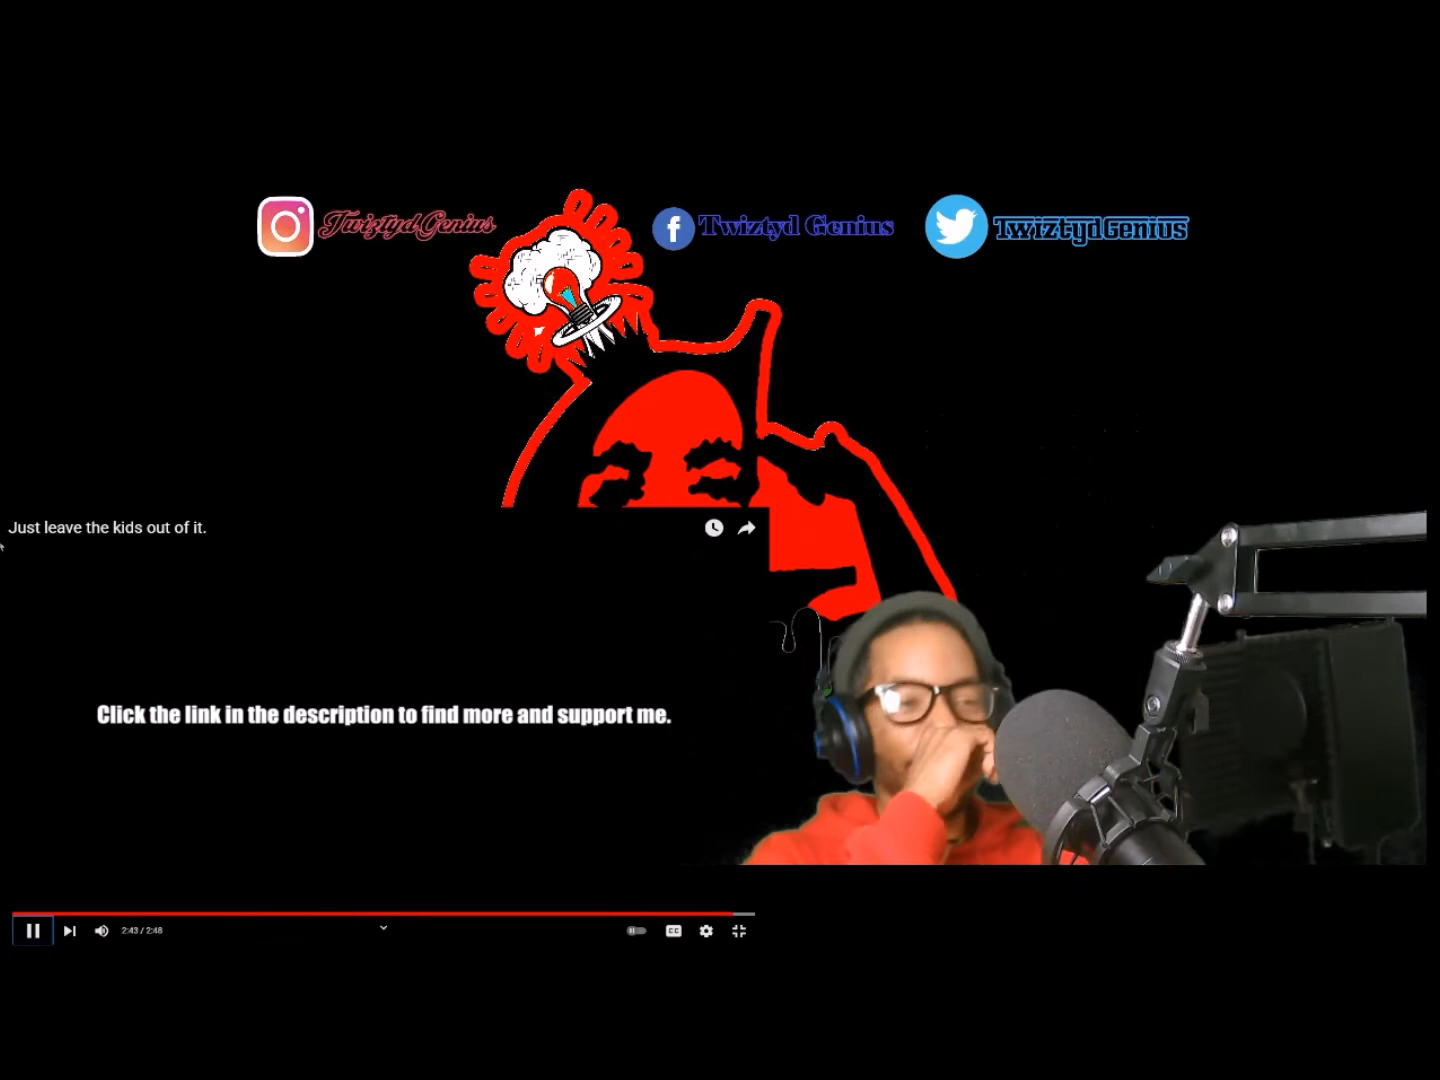 TwiztydGenius
Twiztyd Genius
TwiztydGenius
Just leave the kids out of it.
Click the link in the description to find more and support me.
2:43 / 2:48
CC